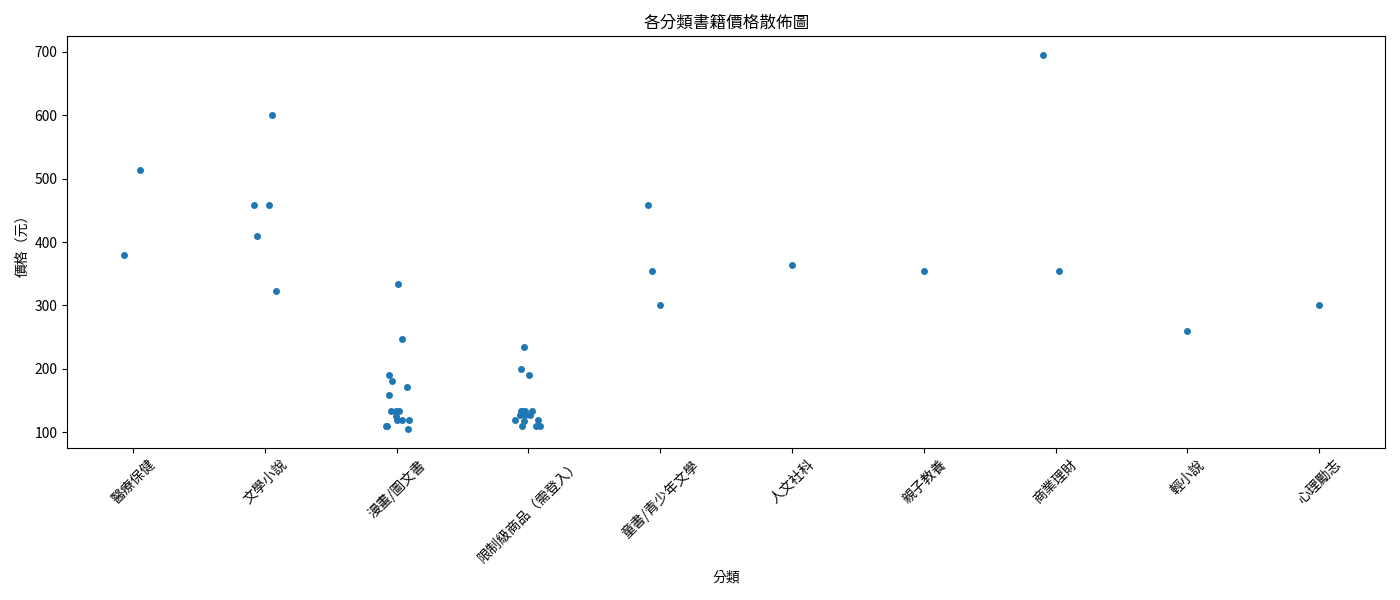 各分類書籍價格散佈圖
700
600
500
400
300
200
100
價格（元）
醫療保健
文學小說
漫畫/圖文書
限制級商品（需登入）
童書/青少年文學
人文社科
親子教養
商業理財
輕小說
心理勵志
分類